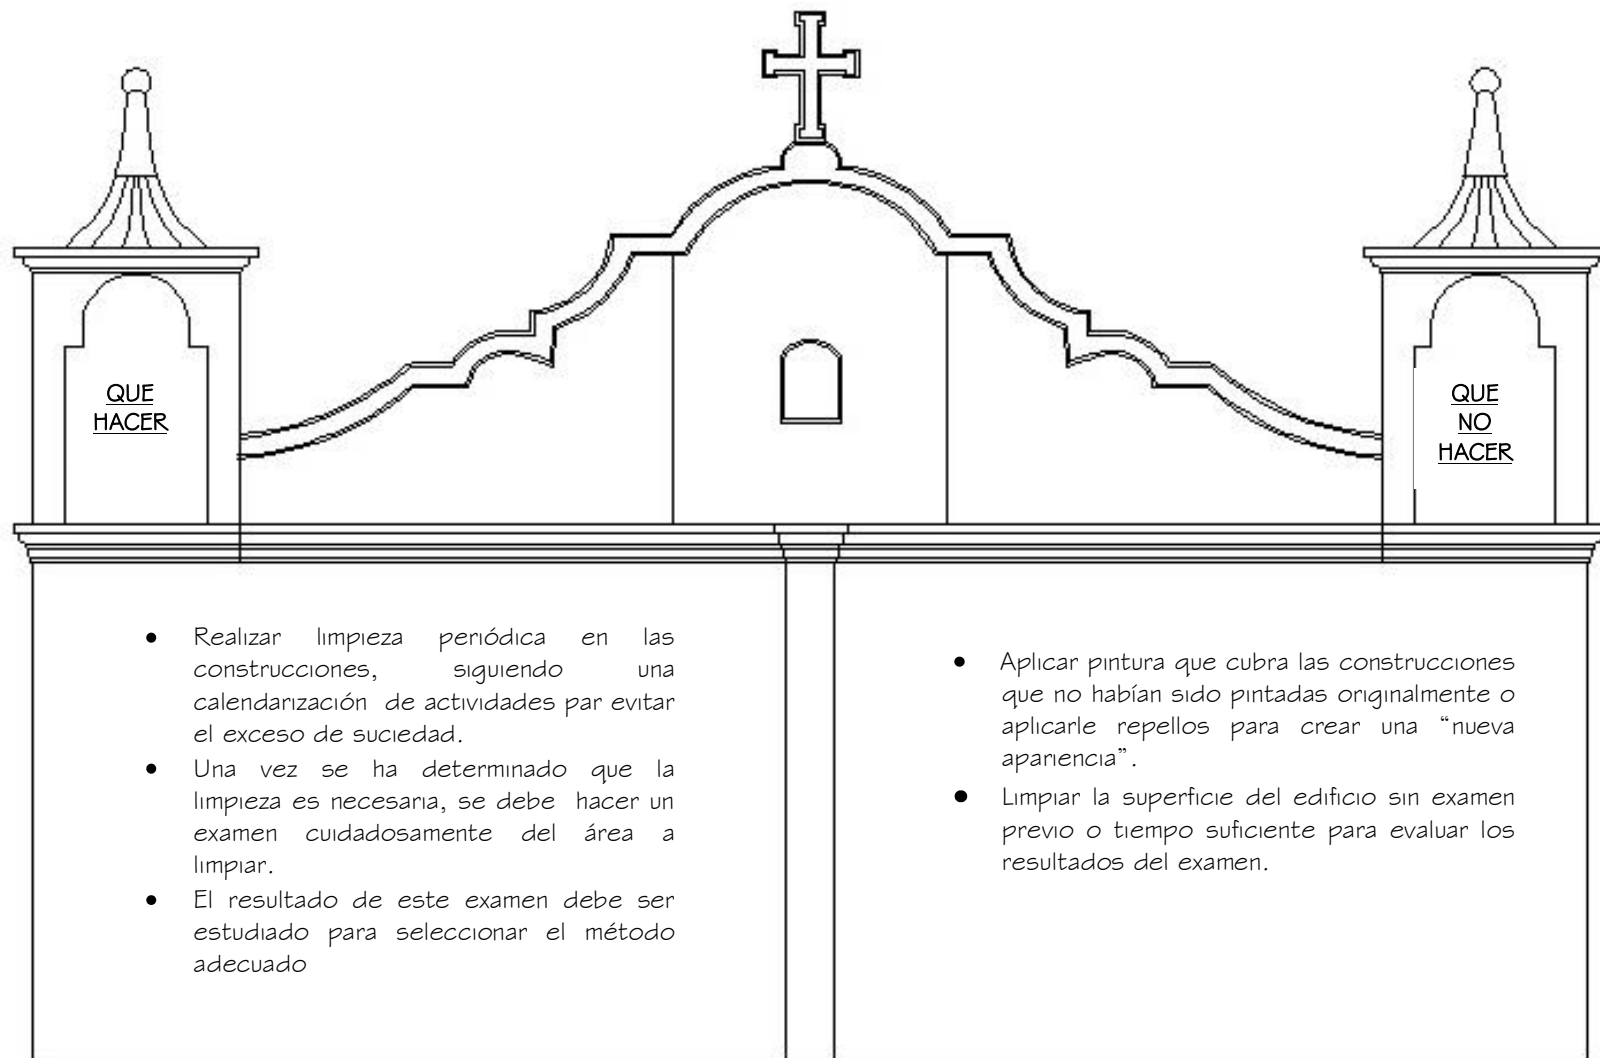 QUE
HACER
• Realizar limpieza periódica en las
construcciones, siguiendo una
calendarización de actividades par evitar
el exceso de suciedad.
• Una vez se ha determinado que la
limpieza es necesaria, se debe hacer un
examen cuidadosamente del área a
limpiar.
• El resultado de este examen debe ser
estudiado para seleccionar el método
adecuado
QUE
NO
HACER
• Aplicar pintura que cubra las construcciones
que no habían sido pintadas originalmente o
aplicarle repellos para crear una “nueva
apariencia”.
• Limpiar la superficie del edificio sin examen
previo o tiempo suficiente para evaluar los
resultados del examen.